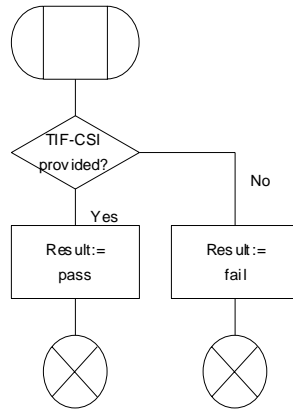 TIF-CSI
provided?
No
Yes
Result:=
pass
Result:=
fail